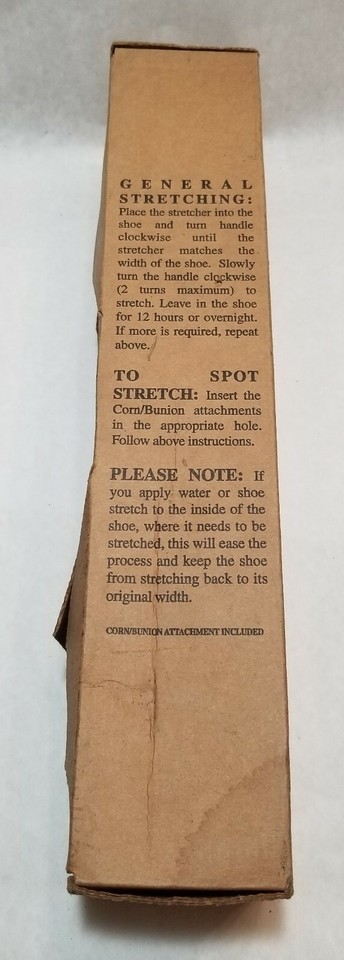 GENERAL
STRETCHING:
Place the stretcher into the
shoe and turn handle
clockwise until the
stretcher matches the
width of the shoe. Slowly
turn the handle clockwise
(2 turns maximum) to
stretch. Leave in the shoe
for 12 hours or overnight.
If more is required, repeat
above.
TO SPOT
STRETCH: Insert the
Corn/Bunion attachments
in the appropriate hole.
Follow above instructions.
PLEASE NOTE: If
you apply water or shoe
stretch to the inside of the
shoe, where it needs to be
stretched, this will ease the
process and keep the shoe
from stretching back to its
original width.
CORN/BUNION ATTACHMENT INCLUDED